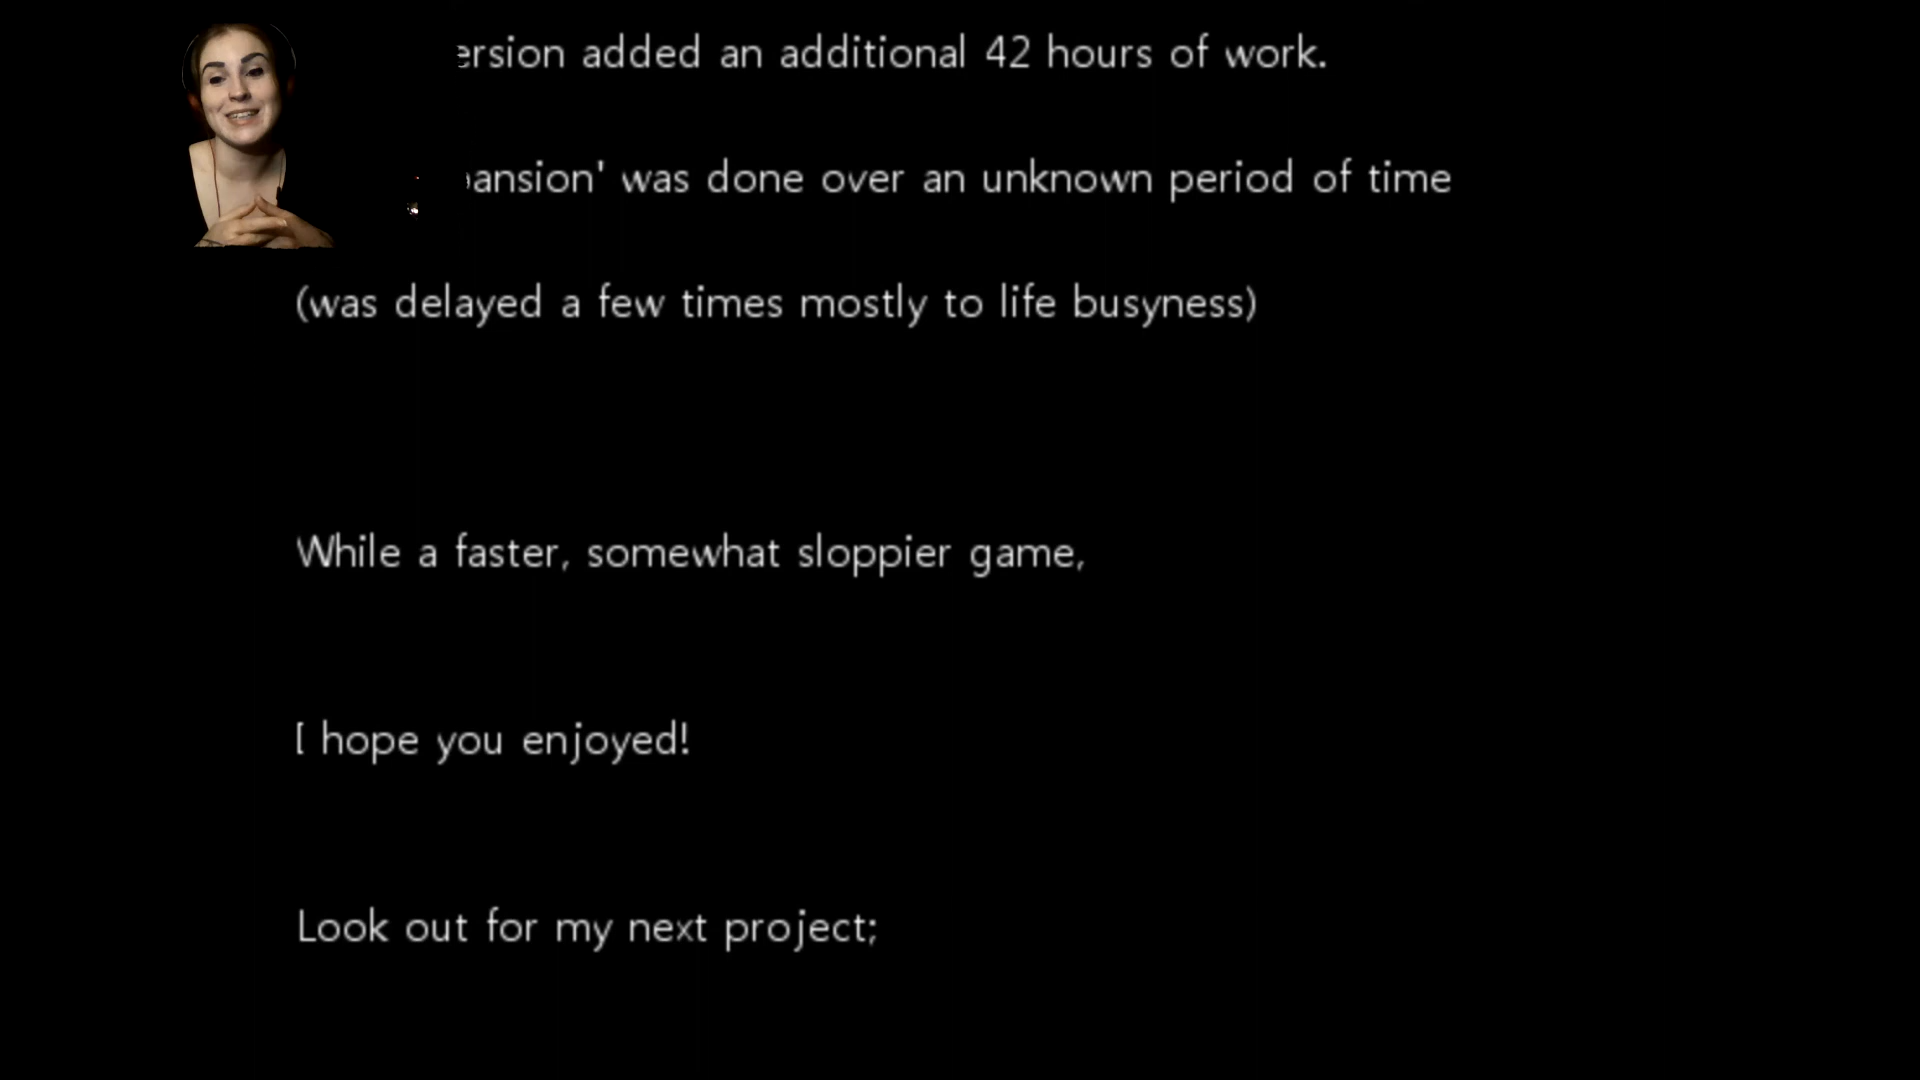 ersion added an additional 42 hours of work.
ansion' was done over an unknown period of time
(was delayed a few times mostly to life busyness)
While a faster, somewhat sloppier game,
I hope you enjoyed!
Look out for my next project;